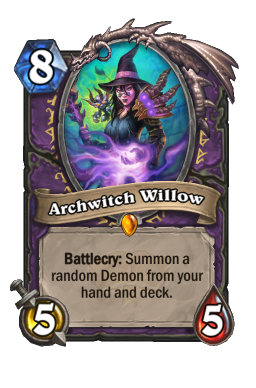 8
Archwitch Willow
Battlecry: Summon a
random Demon from your
hand and deck.
5 5